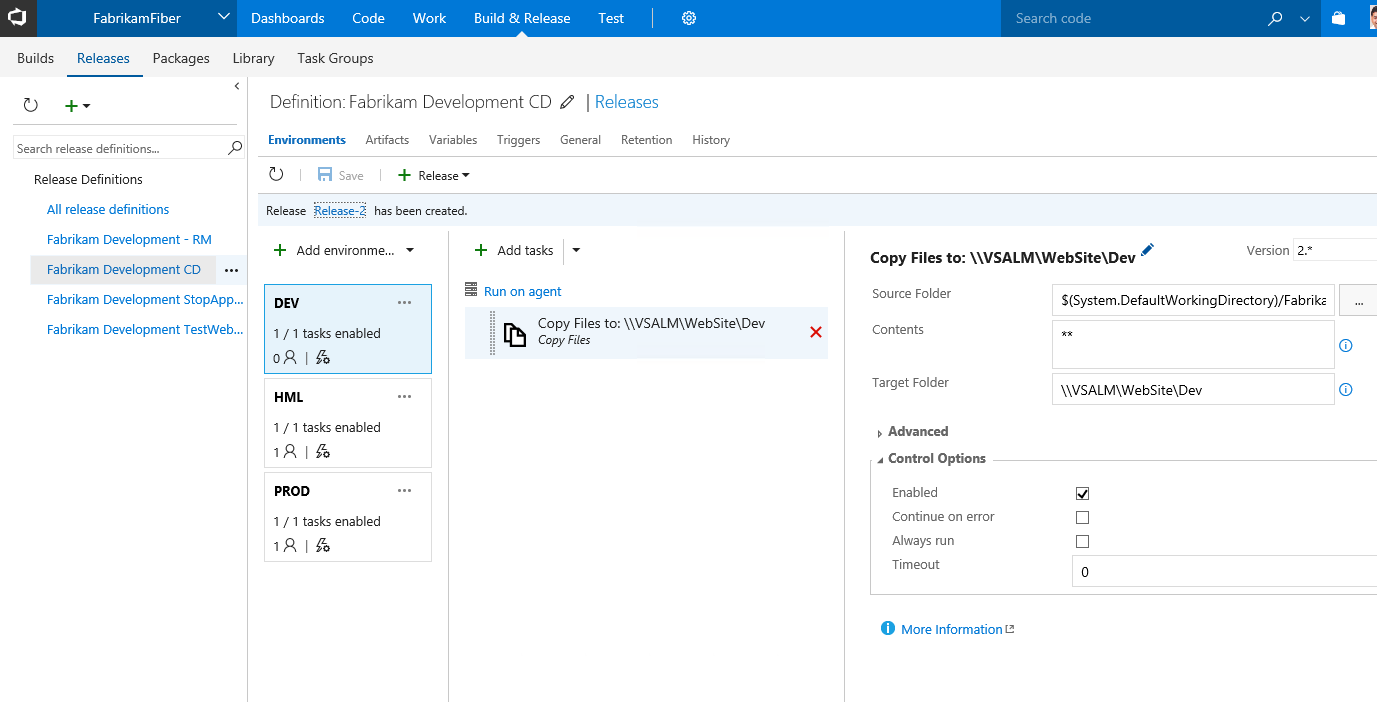 FabrikamFiber Dashboards Code Work Build & Release Test Search code
Builds Releases Packages Library Task Groups
Search release definitions...
Release Definitions
All release definitions
Fabrikam Development - RM
Fabrikam Development CD ...
Fabrikam Development StopApp...
Fabrikam Development TestWeb...
Definition: Fabrikam Development CD | Releases
Environments Artifacts Variables Triggers General Retention History
Save Release
Release Release-2 has been created.
Add environme...
DEV ...
1 / 1 tasks enabled
0 |
HML ...
1 / 1 tasks enabled
1 |
PROD ...
1 / 1 tasks enabled
1 |
Add tasks
Run on agent
Copy Files to: \\VSALM\WebSite\Dev
Copy Files
Copy Files to: \\VSALM\WebSite\Dev Version 2.*
Source Folder $(System.DefaultWorkingDirectory)/Fabrika ...
Contents **
Target Folder \\VSALM\WebSite\Dev
Advanced
Control Options
Enabled
Continue on error
Always run
Timeout 0
More Information